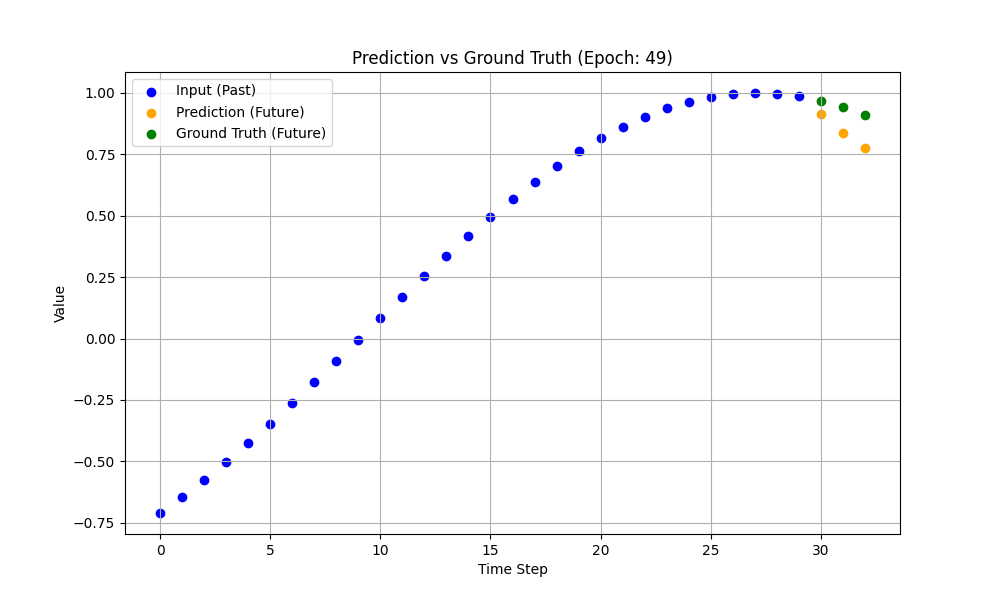 Prediction vs Ground Truth (Epoch: 49)
Input (Past)
Prediction (Future)
Ground Truth (Future)
1.00
0.75
0.50
0.25
0.00
−0.25
−0.50
−0.75
Value
0 5 10 15 20 25 30
Time Step